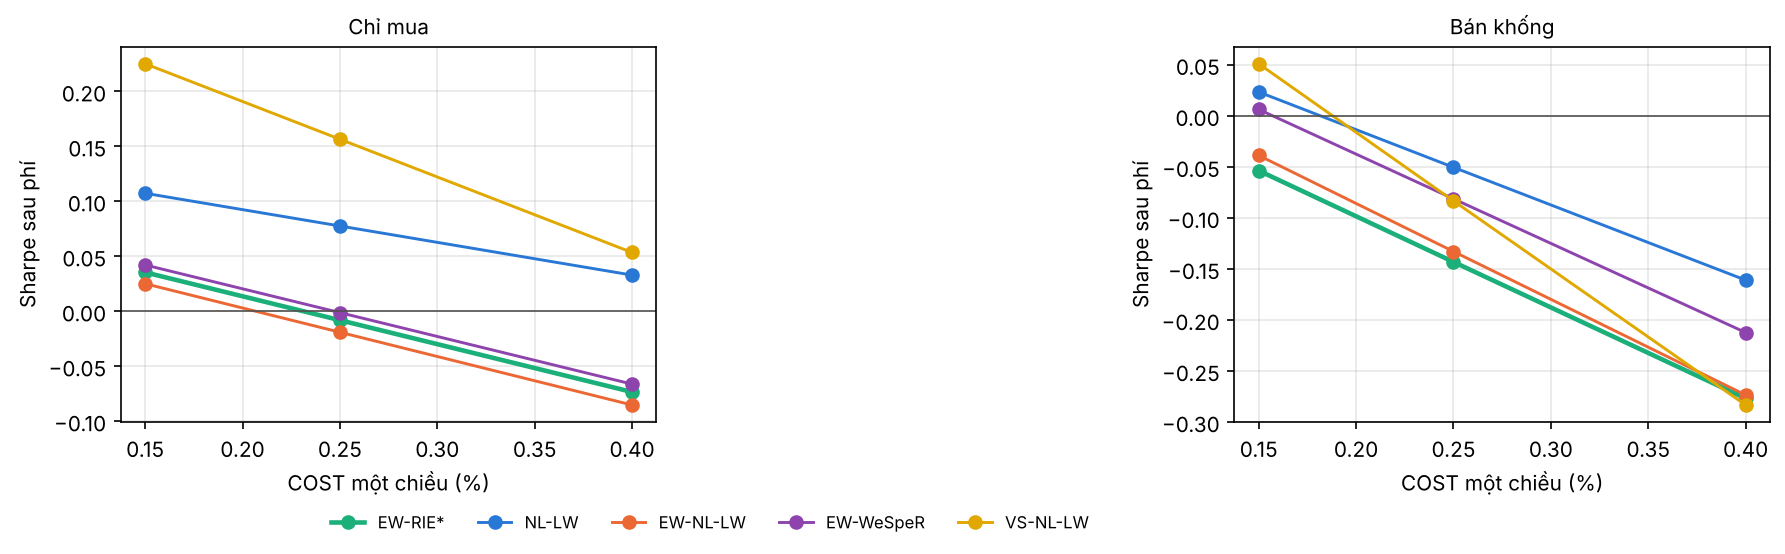 Chỉ mua
Sharpe sau phí
0.20
0.15
0.10
0.05
0.00
−0.05
−0.10
0.15 0.20 0.25 0.30 0.35 0.40
COST một chiều (%)
Bán khống
Sharpe sau phí
0.05
0.00
−0.05
−0.10
−0.15
−0.20
−0.25
−0.30
0.15 0.20 0.25 0.30 0.35 0.40
COST một chiều (%)
EW-RIE* NL-LW EW-NL-LW EW-WeSpeR VS-NL-LW